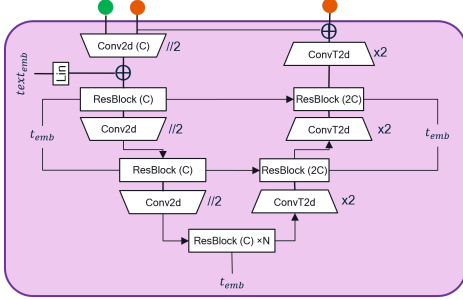 Conv2d (C)
//2
ConvT2d
x2
text_emb
Lin
ResBlock (C)
ResBlock (2C)
t_emb
Conv2d
//2
ConvT2d
x2
t_emb
ResBlock (C)
ResBlock (2C)
Conv2d
//2
ConvT2d
x2
ResBlock (C) ×N
t_emb